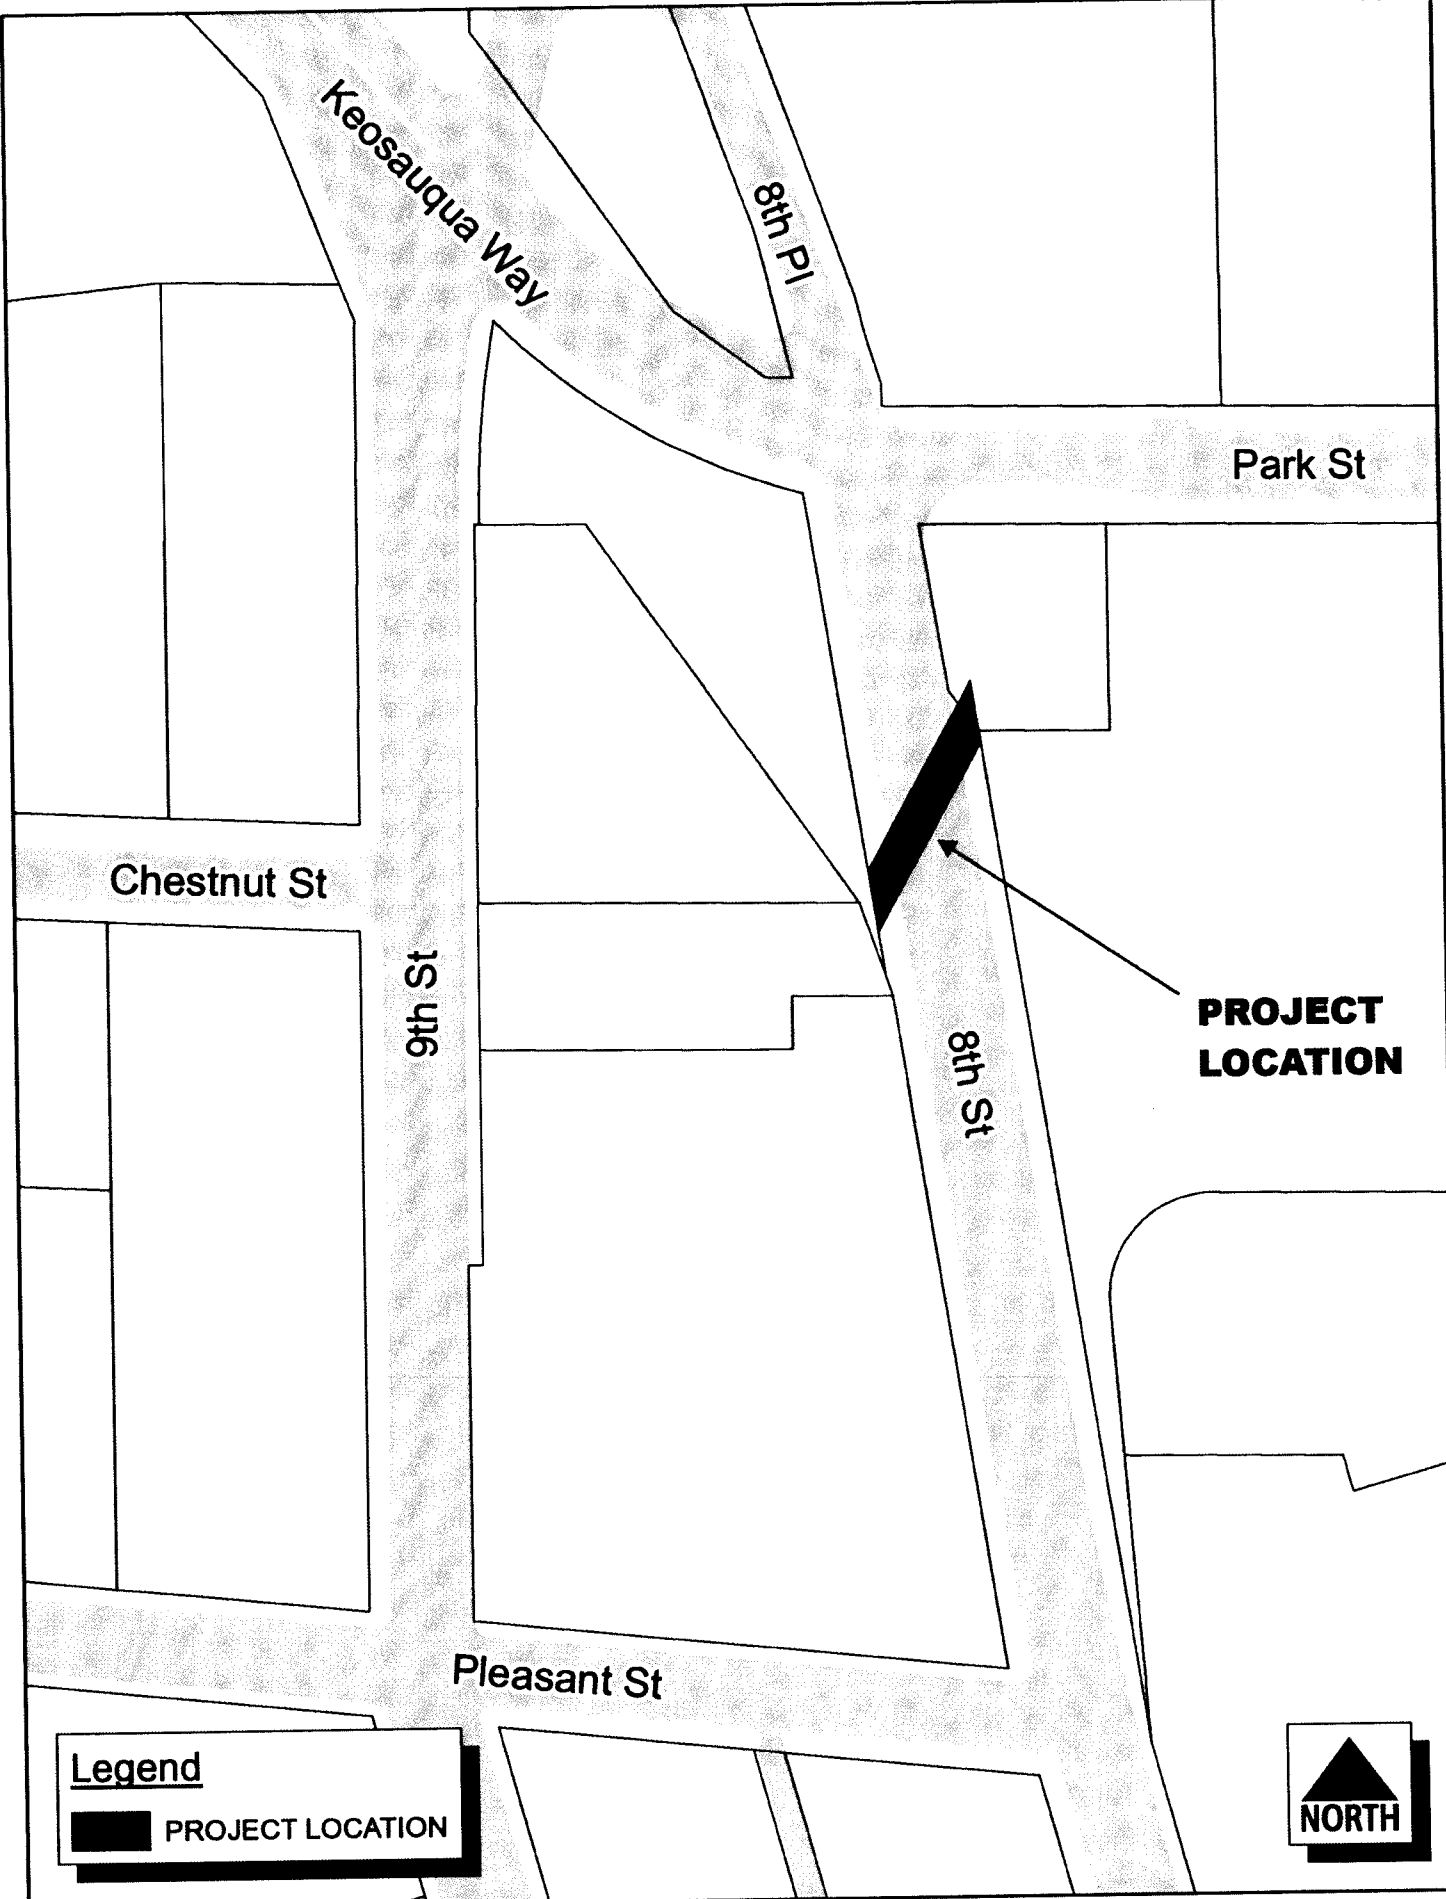 Keosauqua Way
8th Pl
Park St
Chestnut St
9th St
PROJECT
LOCATION
8th St
Pleasant St
Legend
PROJECT LOCATION
NORTH